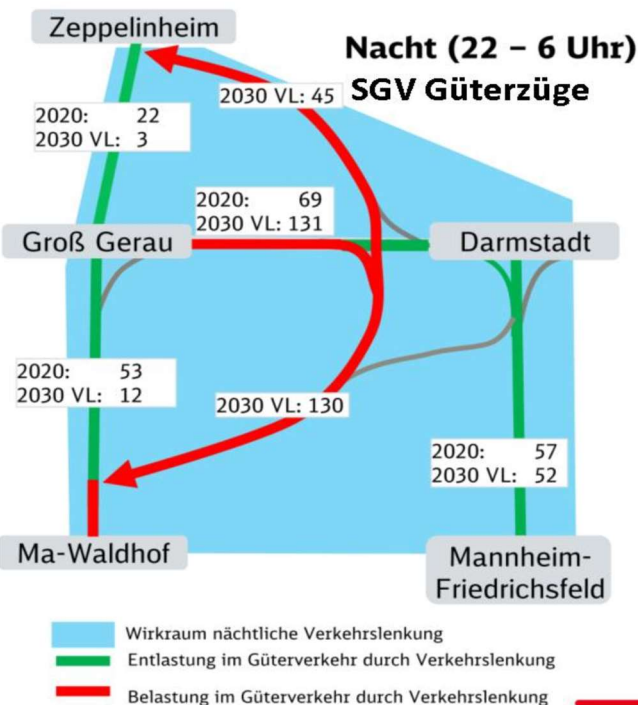 Zeppelinheim
Nacht (22 – 6 Uhr)
SGV Güterzüge
2030 VL: 45
2020: 22
2030 VL: 3
2020: 69
2030 VL: 131
Groß Gerau
Darmstadt
2020: 53
2030 VL: 12
2030 VL: 130
2020: 57
2030 VL: 52
Ma-Waldhof
Mannheim-
Friedrichsfeld
Wirkraum nächtliche Verkehrslenkung
Entlastung im Güterverkehr durch Verkehrslenkung
Belastung im Güterverkehr durch Verkehrslenkung